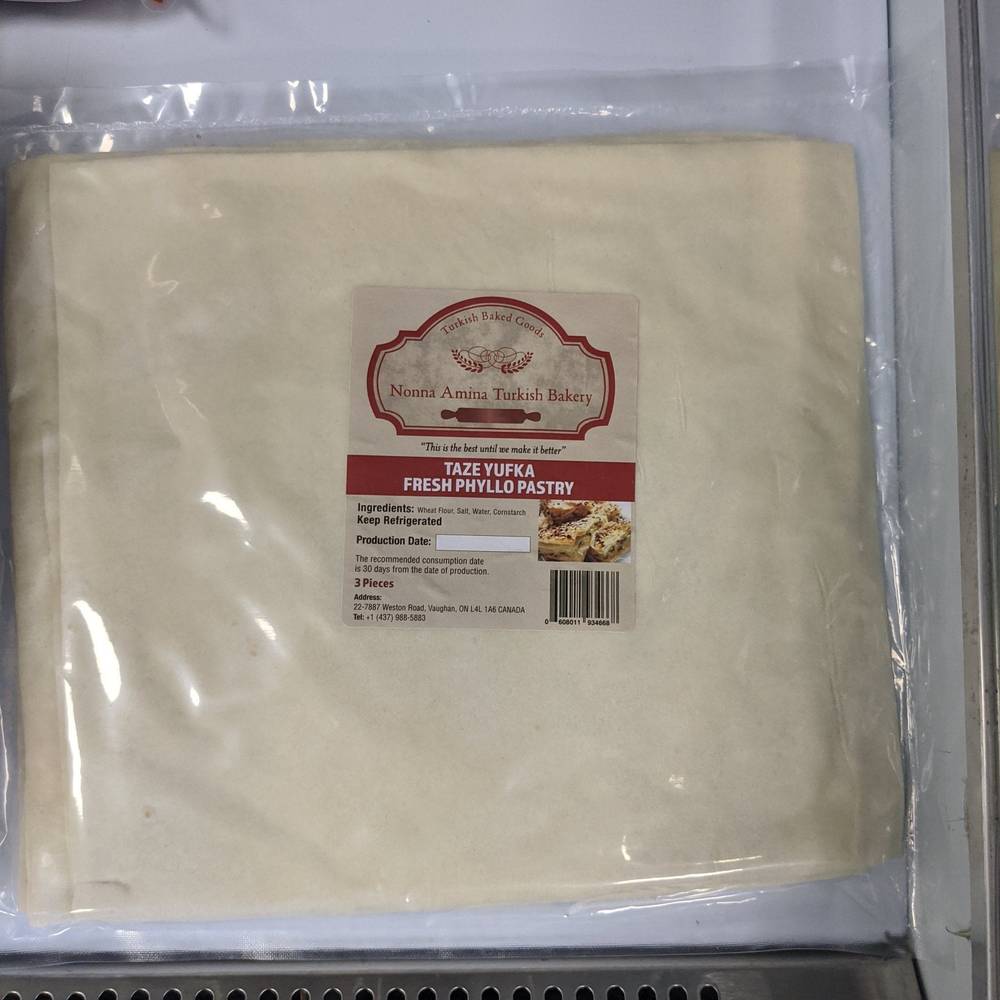 Turkish Baked Goods
Nonna Amina Turkish Bakery
"This is the best until we make it better"
TAZE YUFKA
FRESH PHYLLO PASTRY
Ingredients: Wheat Flour, Salt, Water, Cornstarch
Keep Refrigerated
Production Date:
The recommended consumption date
is 30 days from the date of production.
3 Pieces
Address:
22-7887 Weston Road, Vaughan, ON L4L 1A6 CANADA
Tel: +1 (437) 988-5883
0 608011 934668